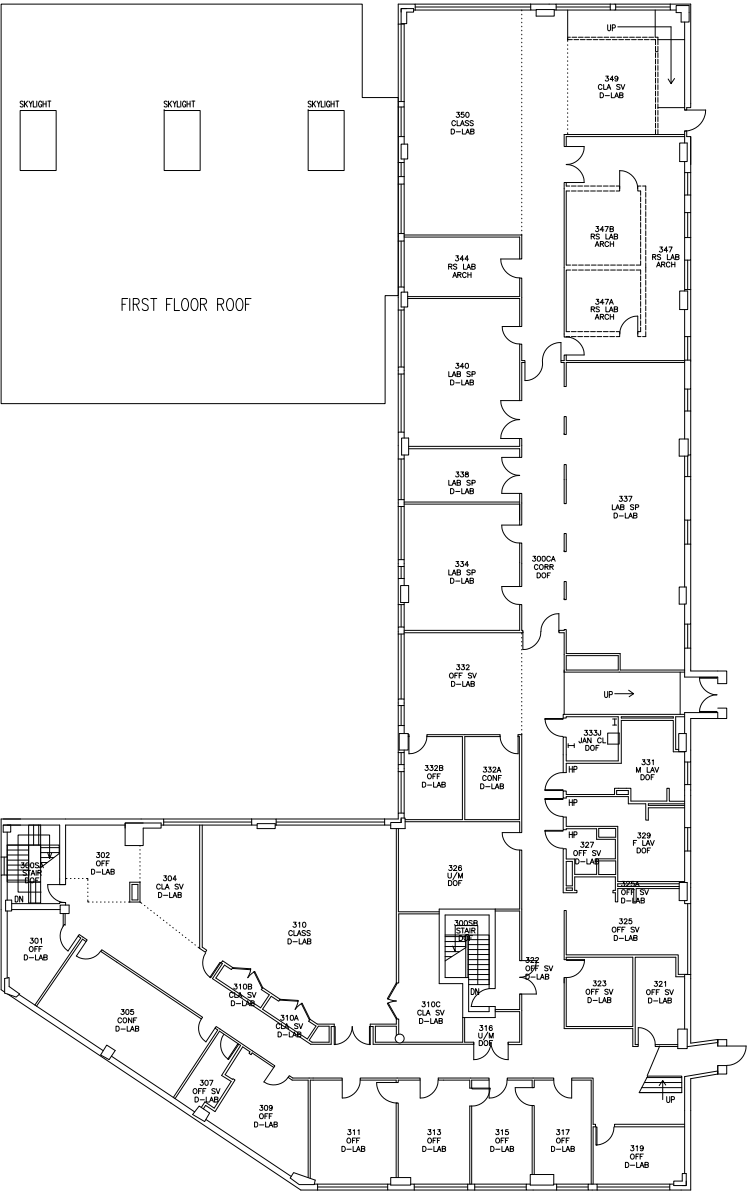 UP
349
CLA SV
D-LAB
SKYLIGHT
SKYLIGHT
SKYLIGHT
350
CLASS
D-LAB
347B
RS LAB
ARCH
347
RS LAB
ARCH
344
RS LAB
ARCH
347A
RS LAB
ARCH
FIRST FLOOR ROOF
340
LAB SP
D-LAB
338
LAB SP
D-LAB
337
LAB SP
D-LAB
334
LAB SP
D-LAB
300CA
CORR
DOF
332
OFF SV
D-LAB
UP
333J
JAN CL
DOF
332B
OFF
D-LAB
332A
CONF
D-LAB
HP
331
M LAV
DOF
HP
HP
329
F LAV
DOF
327
OFF SV
D-LAB
300SA
STAIR
DOF
DN
302
OFF
D-LAB
304
CLA SV
D-LAB
326
U/M
DOF
325A
OFF SV
D-LAB
325
OFF SV
D-LAB
310
CLASS
D-LAB
300SB
STAIR
DOF
DN
301
OFF
D-LAB
322
OFF SV
D-LAB
310B
CLA SV
D-LAB
323
OFF SV
D-LAB
321
OFF SV
D-LAB
305
CONF
D-LAB
310A
CLA SV
D-LAB
310C
CLA SV
D-LAB
316
U/M
DOF
307
OFF SV
D-LAB
UP
309
OFF
D-LAB
311
OFF
D-LAB
313
OFF
D-LAB
315
OFF
D-LAB
317
OFF
D-LAB
319
OFF
D-LAB